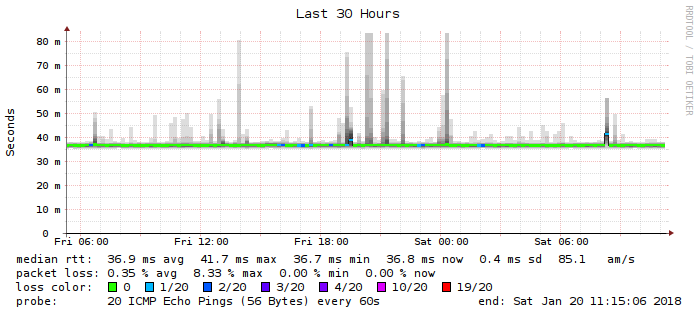 Last 30 Hours
RRDTOOL / TOBI OETIKER
Seconds
80 m
70 m
60 m
50 m
40 m
30 m
20 m
10 m
0
Fri 06:00 Fri 12:00 Fri 18:00 Sat 00:00 Sat 06:00
median rtt: 36.9 ms avg 41.7 ms max 36.7 ms min 36.8 ms now 0.4 ms sd 85.1 am/s
packet loss: 0.35 % avg 8.33 % max 0.00 % min 0.00 % now
loss color: 0 1/20 2/20 3/20 4/20 10/20 19/20
probe: 20 ICMP Echo Pings (56 Bytes) every 60s end: Sat Jan 20 11:15:06 2018